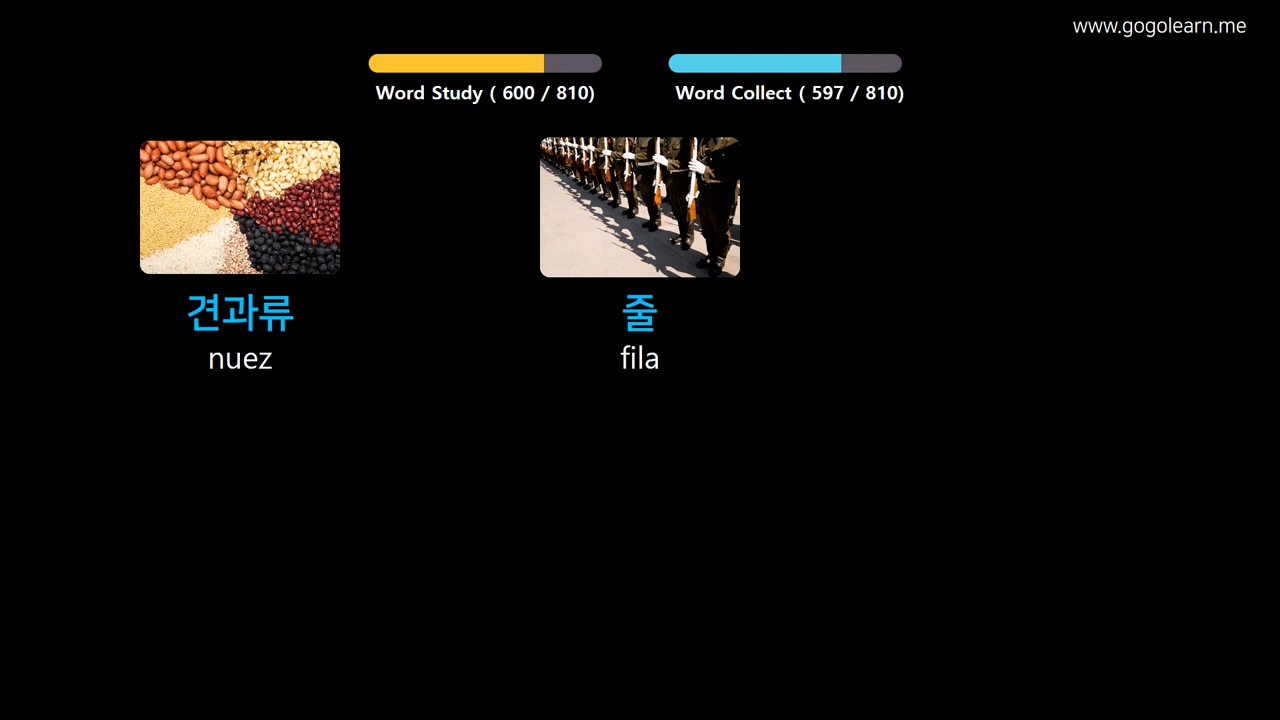 www.gogolearn.me
Word Study ( 600 / 810)
Word Collect ( 597 / 810)
견과류
nuez
줄
fila